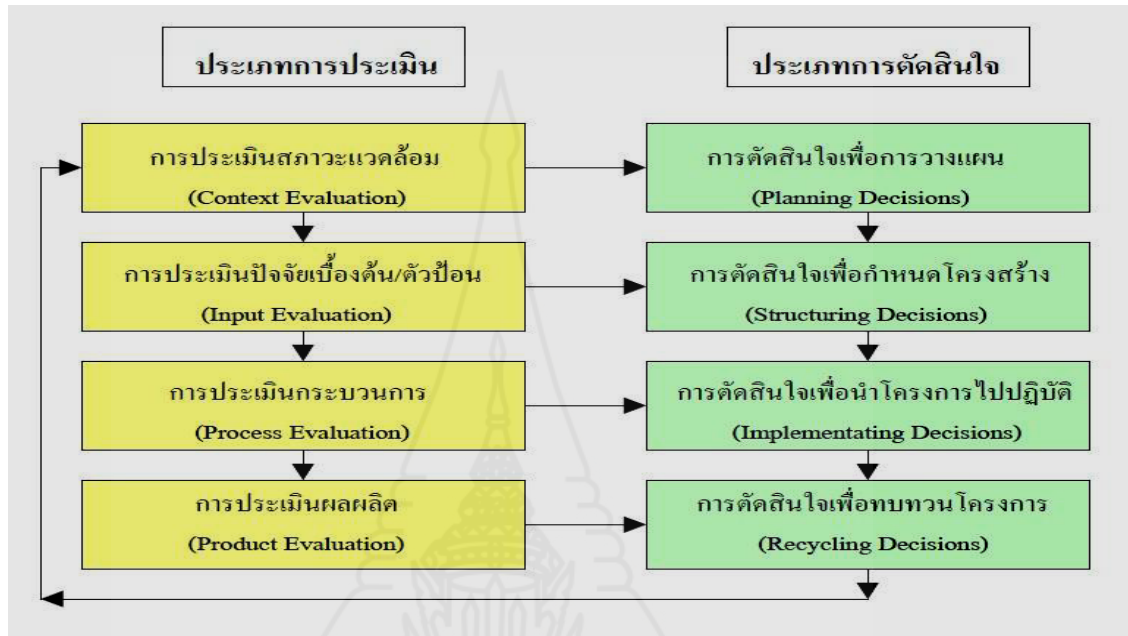 ประเภทการประเมิน
ประเภทการตัดสินใจ
การประเมินสภาวะแวดล้อม
(Context Evaluation)
การตัดสินใจเพื่อการวางแผน
(Planning Decisions)
การประเมินปัจจัยเบื้องต้น/ตัวป้อน
(Input Evaluation)
การตัดสินใจเพื่อกำหนดโครงสร้าง
(Structuring Decisions)
การประเมินกระบวนการ
(Process Evaluation)
การตัดสินใจเพื่อนำโครงการไปปฏิบัติ
(Implementating Decisions)
การประเมินผลผลิต
(Product Evaluation)
การตัดสินใจเพื่อทบทวนโครงการ
(Recycling Decisions)